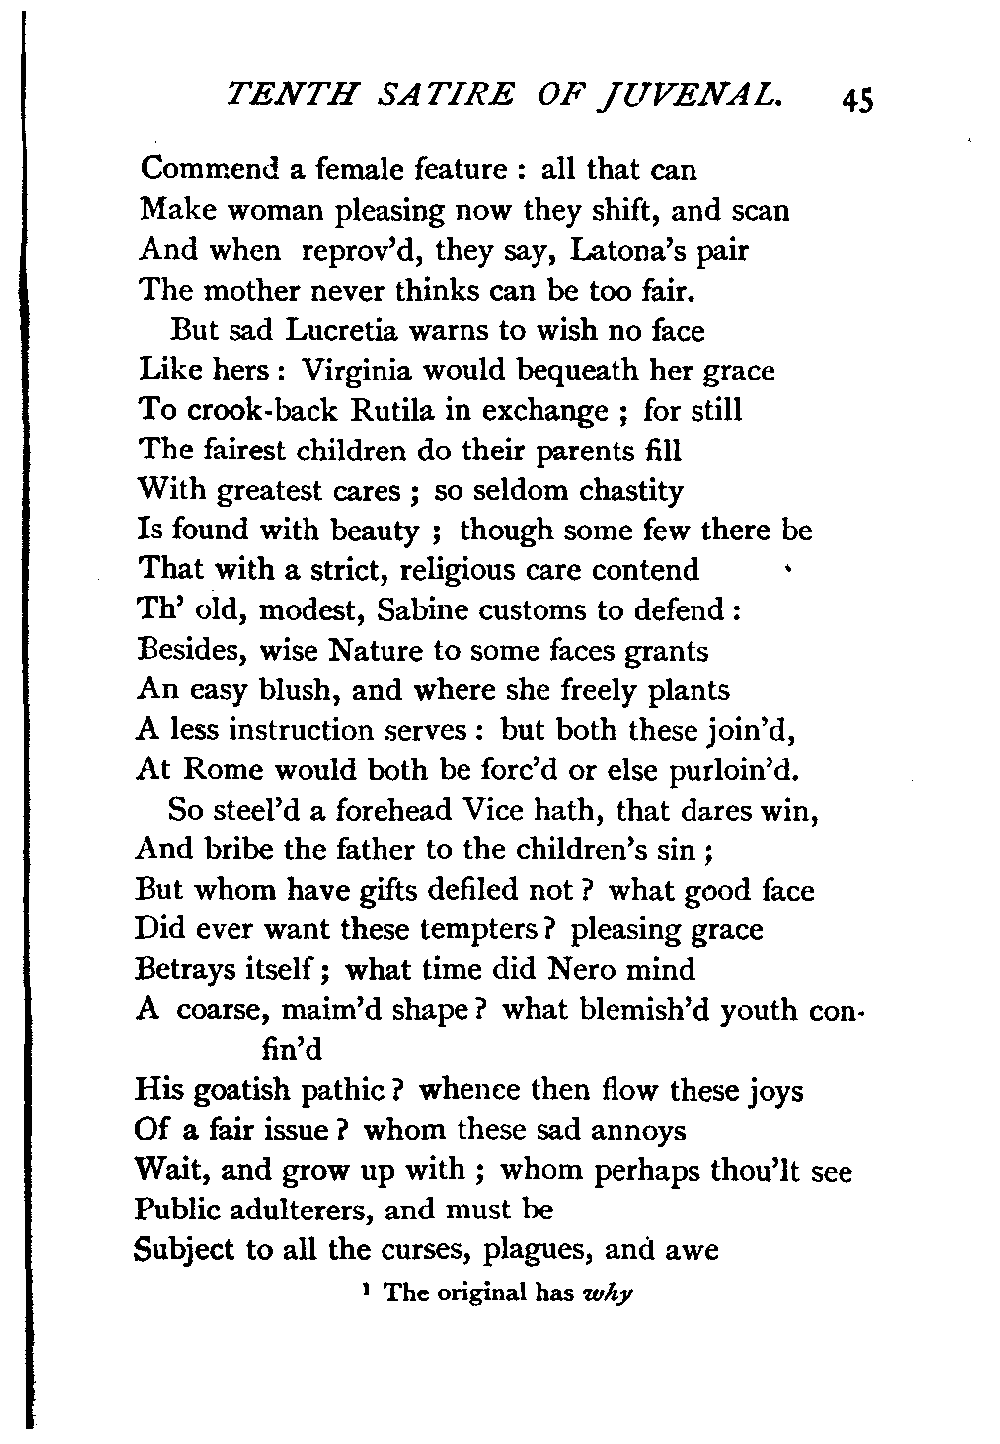 TENTH SATIRE OF JUVENAL. 45
Commend a female feature : all that can
Make woman pleasing now they shift, and scan
And when reprov'd, they say, Latona's pair
The mother never thinks can be too fair.
But sad Lucretia warns to wish no face
Like hers : Virginia would bequeath her grace
To crook-back Rutila in exchange ; for still
The fairest children do their parents fill
With greatest cares ; so seldom chastity
Is found with beauty ; though some few there be
That with a strict, religious care contend
Th' old, modest, Sabine customs to defend :
Besides, wise Nature to some faces grants
An easy blush, and where she freely plants
A less instruction serves : but both these join'd,
At Rome would both be forc'd or else purloin'd.
So steel'd a forehead Vice hath, that dares win,
And bribe the father to the children's sin ;
But whom have gifts defiled not ? what good face
Did ever want these tempters ? pleasing grace
Betrays itself ; what time did Nero mind
A coarse, maim'd shape ? what blemish'd youth con-
fin'd
His goatish pathic ? whence then flow these joys
Of a fair issue ? whom these sad annoys
Wait, and grow up with ; whom perhaps thou'lt see
Public adulterers, and must be
Subject to all the curses, plagues, and awe
¹ The original has why